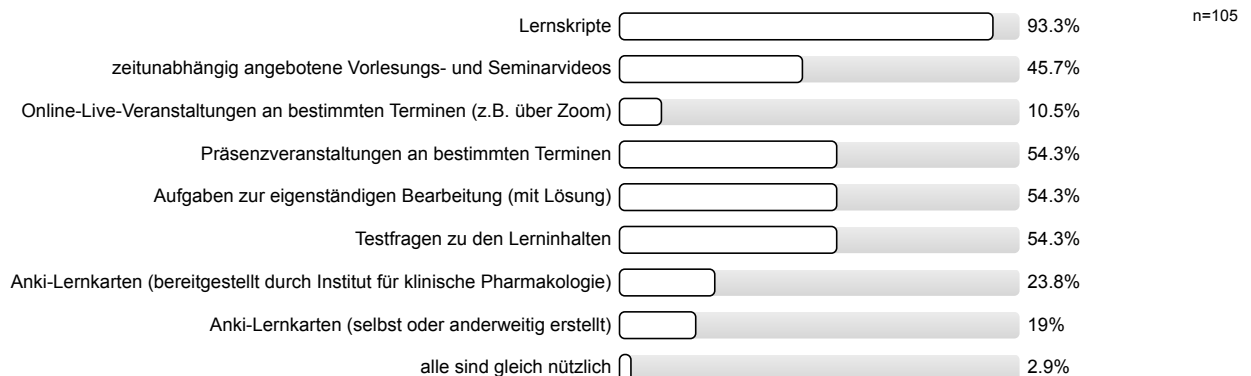 n=105
Lernskripte 93.3%
zeitunabhängig angebotene Vorlesungs- und Seminarvideos 45.7%
Online-Live-Veranstaltungen an bestimmten Terminen (z.B. über Zoom) 10.5%
Präsenzveranstaltungen an bestimmten Terminen 54.3%
Aufgaben zur eigenständigen Bearbeitung (mit Lösung) 54.3%
Testfragen zu den Lerninhalten 54.3%
Anki-Lernkarten (bereitgestellt durch Institut für klinische Pharmakologie) 23.8%
Anki-Lernkarten (selbst oder anderweitig erstellt) 19%
alle sind gleich nützlich 2.9%